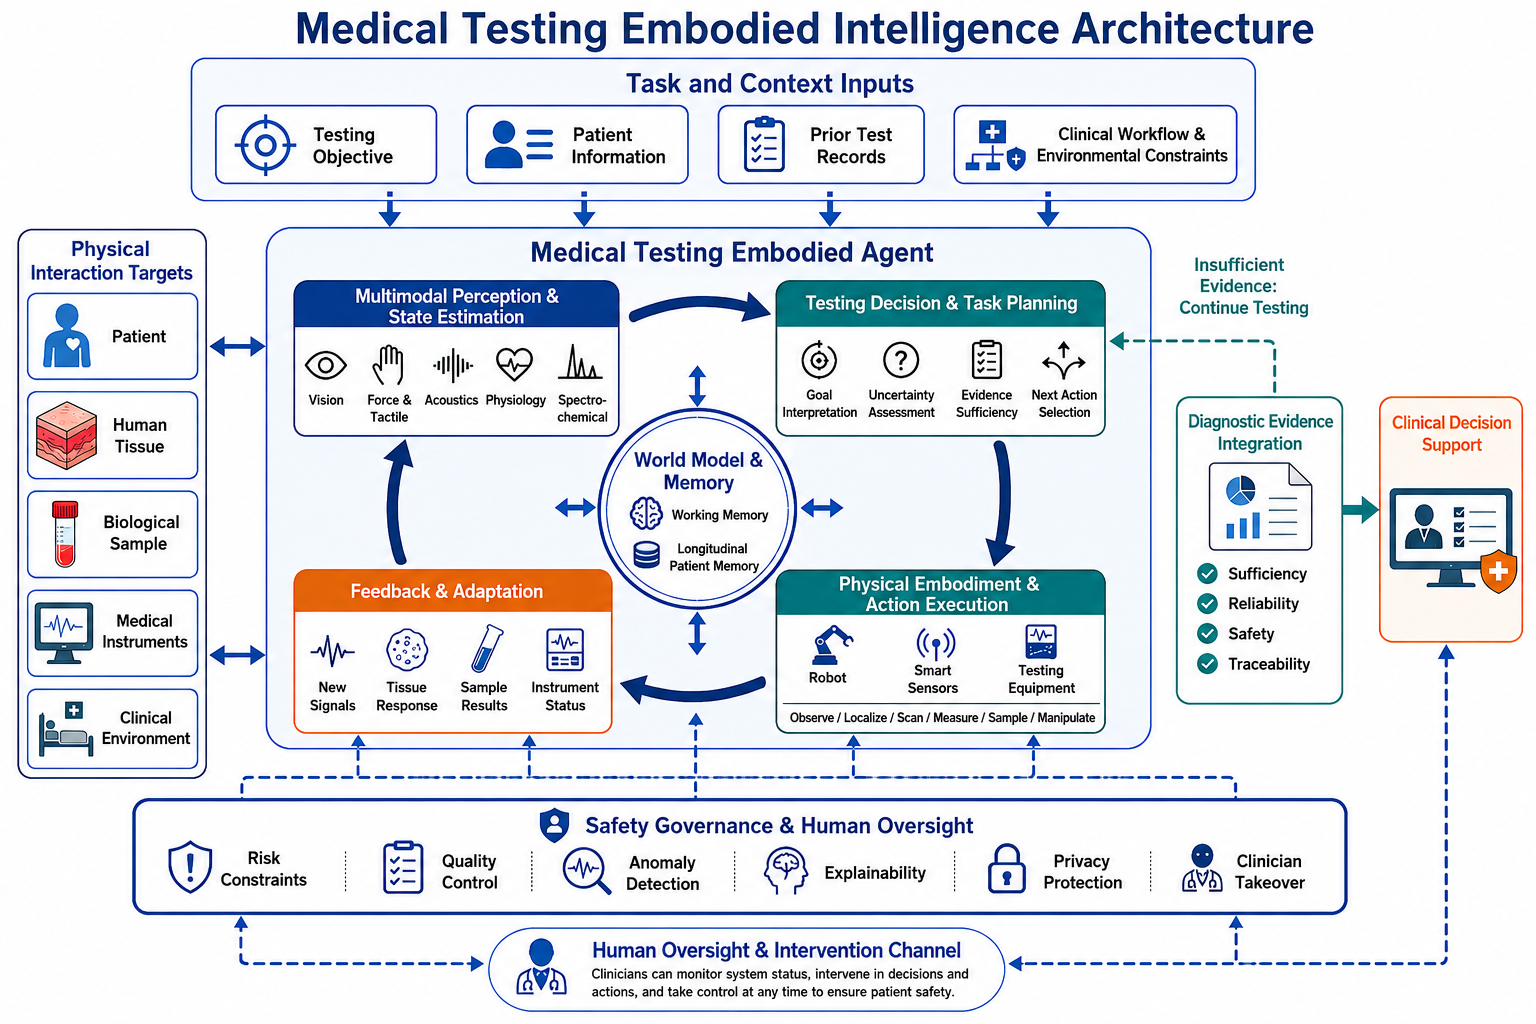 Medical Testing Embodied Intelligence Architecture
Task and Context Inputs
Testing
Objective
Patient
Information
Prior Test
Records
Clinical Workflow &
Environmental Constraints
Physical
Interaction Targets
Patient
Human
Tissue
Biological
Sample
Medical
Instruments
Clinical
Environment
Medical Testing Embodied Agent
Multimodal Perception &
State Estimation
Vision
Force &
Tactile
Acoustics
Physiology
Spectro-
chemical
Testing Decision & Task Planning
Goal
Interpretation
Uncertainty
Assessment
Evidence
Sufficiency
Next Action
Selection
World Model &
Memory
Working Memory
Longitudinal
Patient Memory
Feedback & Adaptation
New
Signals
Tissue
Response
Sample
Results
Instrument
Status
Physical Embodiment &
Action Execution
Robot
Smart
Sensors
Testing
Equipment
Observe / Localize / Scan / Measure / Sample / Manipulate
Insufficient
Evidence:
Continue Testing
Diagnostic Evidence
Integration
Sufficiency
Reliability
Safety
Traceability
Clinical Decision
Support
Safety Governance & Human Oversight
Risk
Constraints
Quality
Control
Anomaly
Detection
Explainability
Privacy
Protection
Clinician
Takeover
Human Oversight & Intervention Channel
Clinicians can monitor system status, intervene in decisions and
actions, and take control at any time to ensure patient safety.